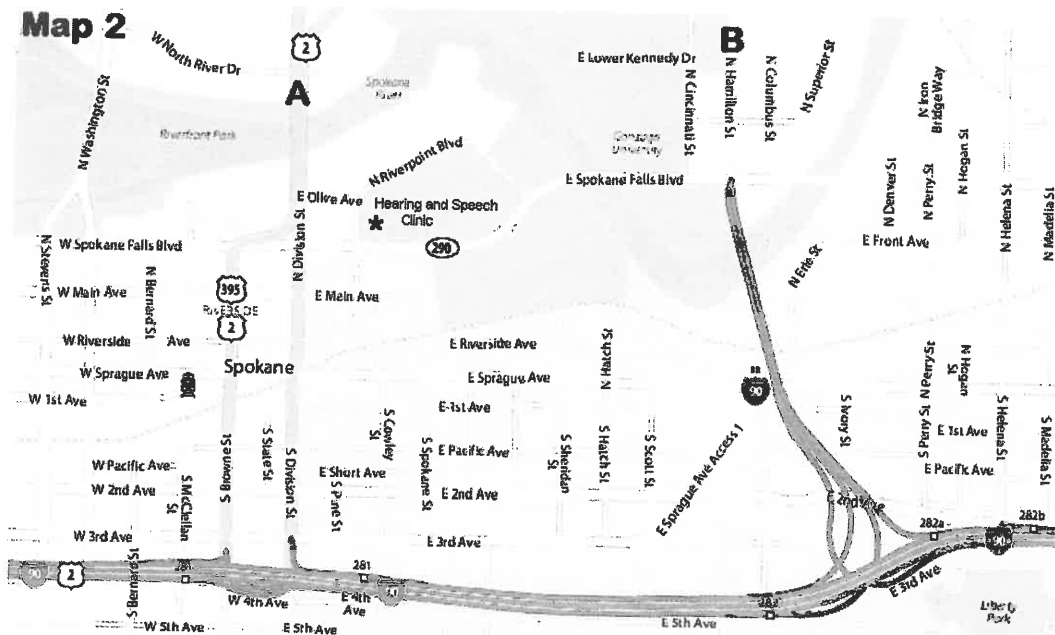 Map 2
W North River Dr
2
A
B
E Lower Kennedy Dr
N Washington St
Spokane
River
Riverfront Park
N Cincinnati St
N Hamilton St
N Columbus St
N Superior St
N Iron
Bridge Way
N Riverpoint Blvd
Gonzaga
University
E Spokane Falls Blvd
E Olive Ave
Hearing and Speech
Clinic
*
290
N Division St
N Denver St
N Perry St
N Hogan St
N Helena St
N Madelia St
E Front Ave
N Erie St
N Stevens
St
W Spokane Falls Blvd
W Main Ave
N Bernard St
395
RIVERSIDE
2
E Main Ave
W Riverside Ave
W Sprague Ave
W 1st Ave
Spokane
E Riverside Ave
E Sprague Ave
E 1st Ave
N Hatch St
BR
90
N Perry St
N Hogan
St
S Browne St
S State St
S Division St
S Cowley
St
S Spokane St
E Pacific Ave
E 2nd Ave
E 3rd Ave
S Sheridan
St
S Hatch St
S Scott St
E Sprague Ave Access 1
S Ivory St
S Perry St
E 1st Ave
E Pacific Ave
S Helena St
S Madelia St
W Pacific Ave
W 2nd Ave
W 3rd Ave
S McClellan
St
E Short Ave
S Pine St
E 2nd Ave
282a
282b
90
E 3rd Ave
90
2
S Bernard St
281
W 4th Ave
W 5th Ave
281
E 4th
Ave
E 5th Ave
E 5th Ave
Liberty
Park